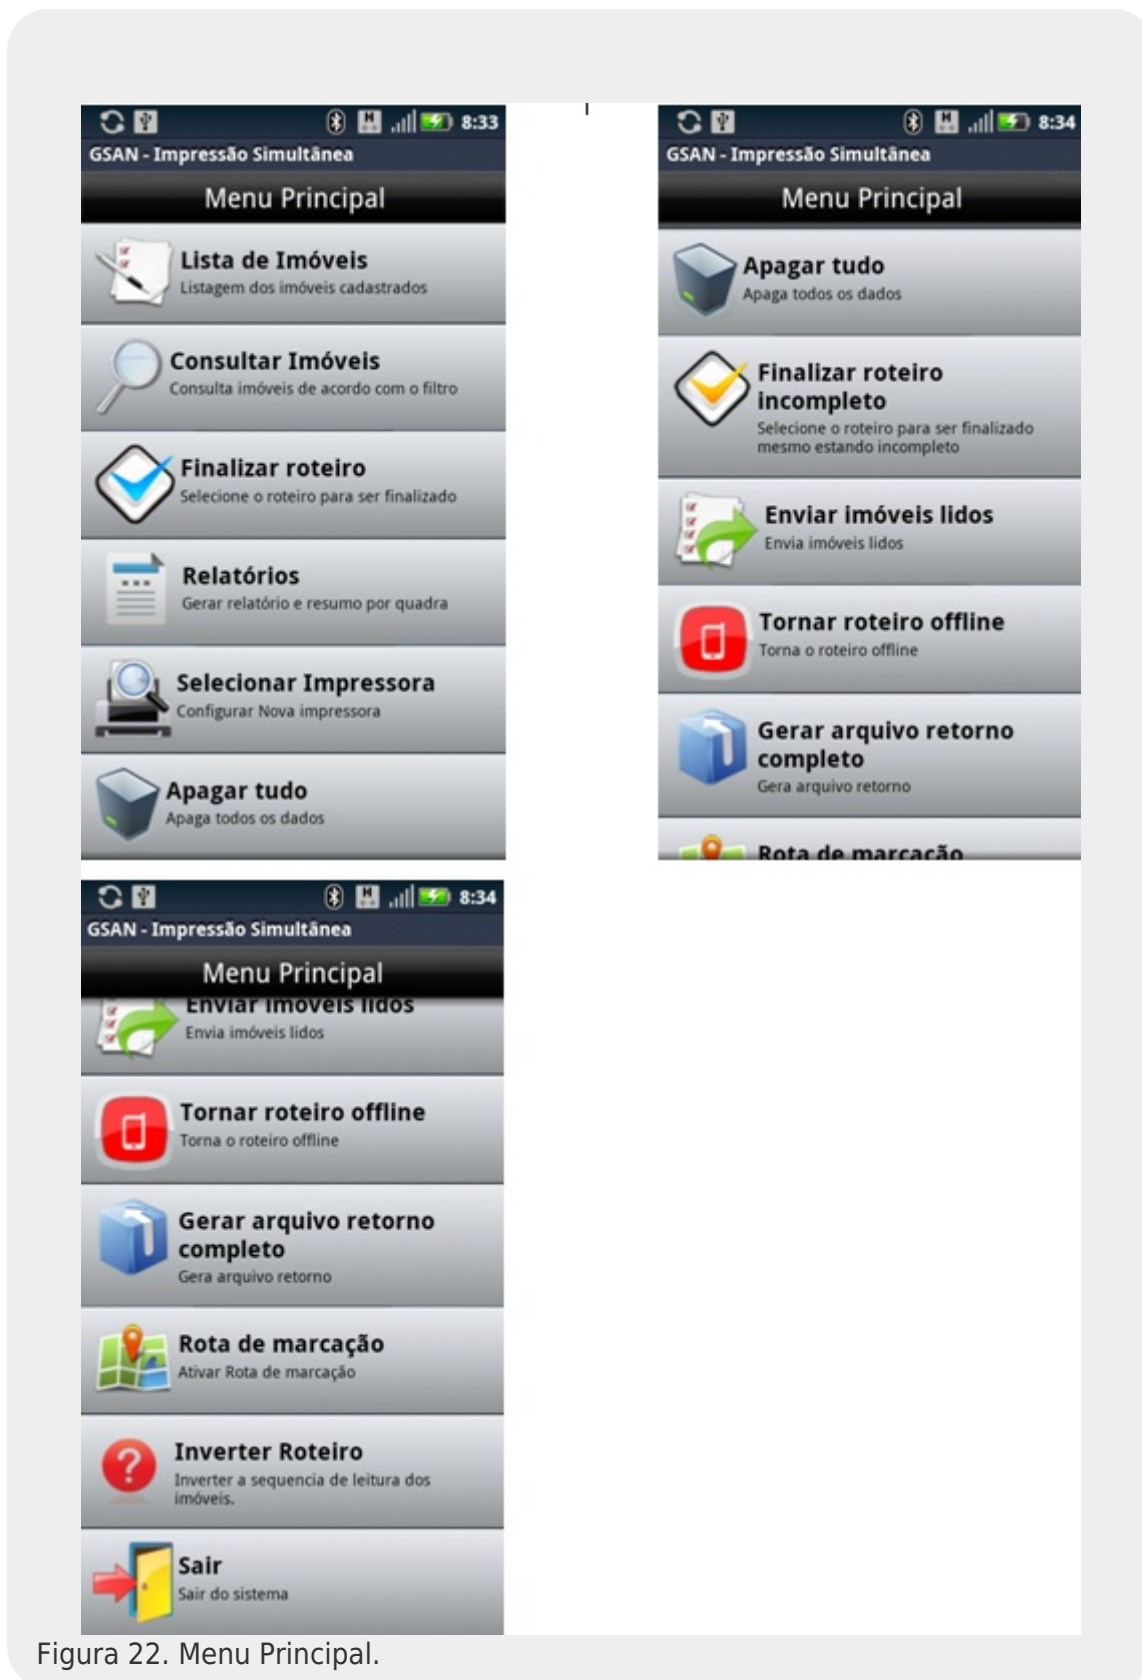 8:33
GSAN - Impressão Simultânea
Menu Principal
Lista de Imóveis
Listagem dos imóveis cadastrados
Consultar Imóveis
Consulta imóveis de acordo com o filtro
Finalizar roteiro
Selecione o roteiro para ser finalizado
Relatórios
Gerar relatório e resumo por quadra
Selecionar Impressora
Configurar Nova impressora
Apagar tudo
Apaga todos os dados
8:34
GSAN - Impressão Simultânea
Menu Principal
Apagar tudo
Apaga todos os dados
Finalizar roteiro
incompleto
Selecione o roteiro para ser finalizado
mesmo estando incompleto
Enviar imóveis lidos
Envia imóveis lidos
Tornar roteiro offline
Torna o roteiro offline
Gerar arquivo retorno
completo
Gera arquivo retorno
Rota de marcação
8:34
GSAN - Impressão Simultânea
Menu Principal
Enviar imóveis lidos
Envia imóveis lidos
Tornar roteiro offline
Torna o roteiro offline
Gerar arquivo retorno
completo
Gera arquivo retorno
Rota de marcação
Ativar Rota de marcação
Inverter Roteiro
Inverter a sequencia de leitura dos
imóveis.
Sair
Sair do sistema
Figura 22. Menu Principal.